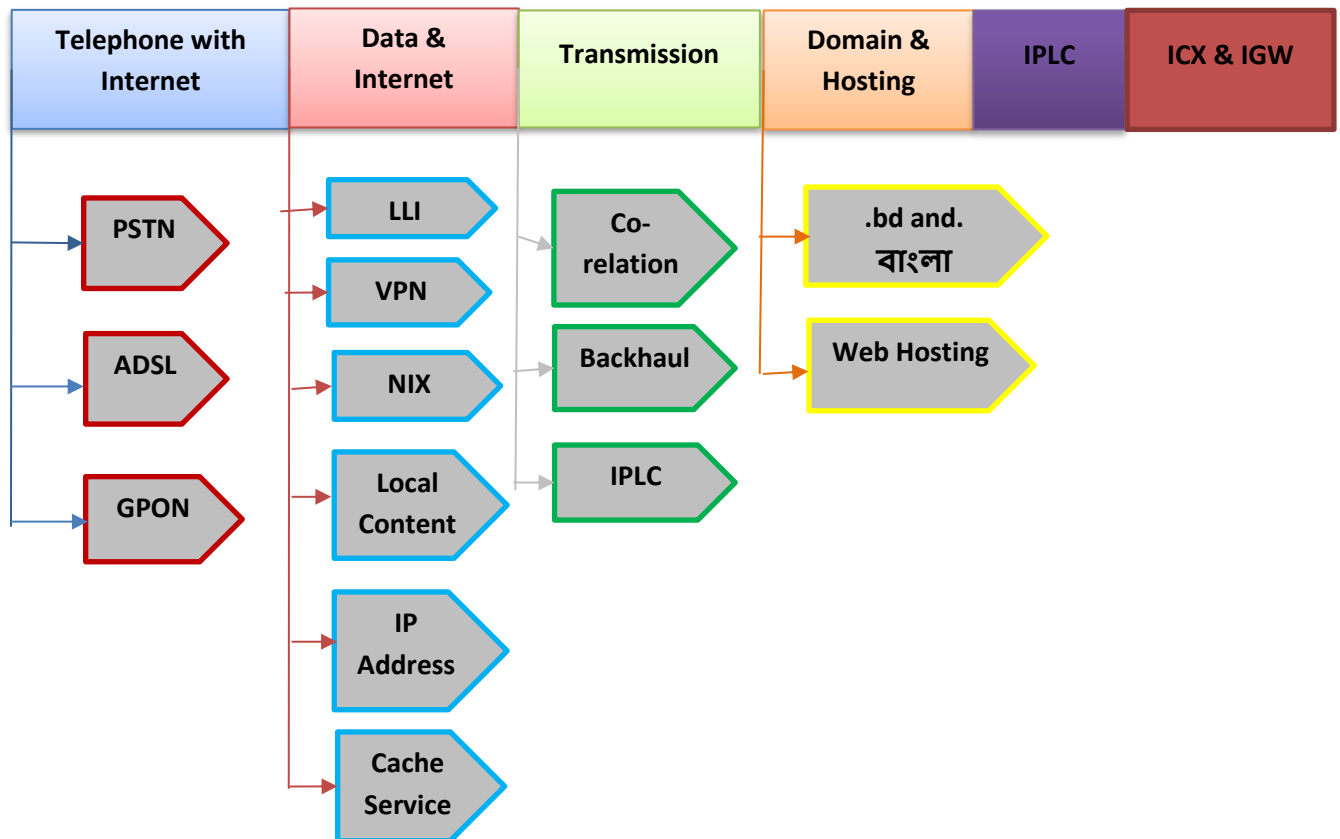 Telephone with
Internet
Data &
Internet
Transmission
Domain &
Hosting
IPLC
ICX & IGW
PSTN
ADSL
GPON
LLI
VPN
NIX
Local
Content
IP
Address
Cache
Service
Co-
relation
Backhaul
IPLC
.bd and.
বাংলা
Web Hosting